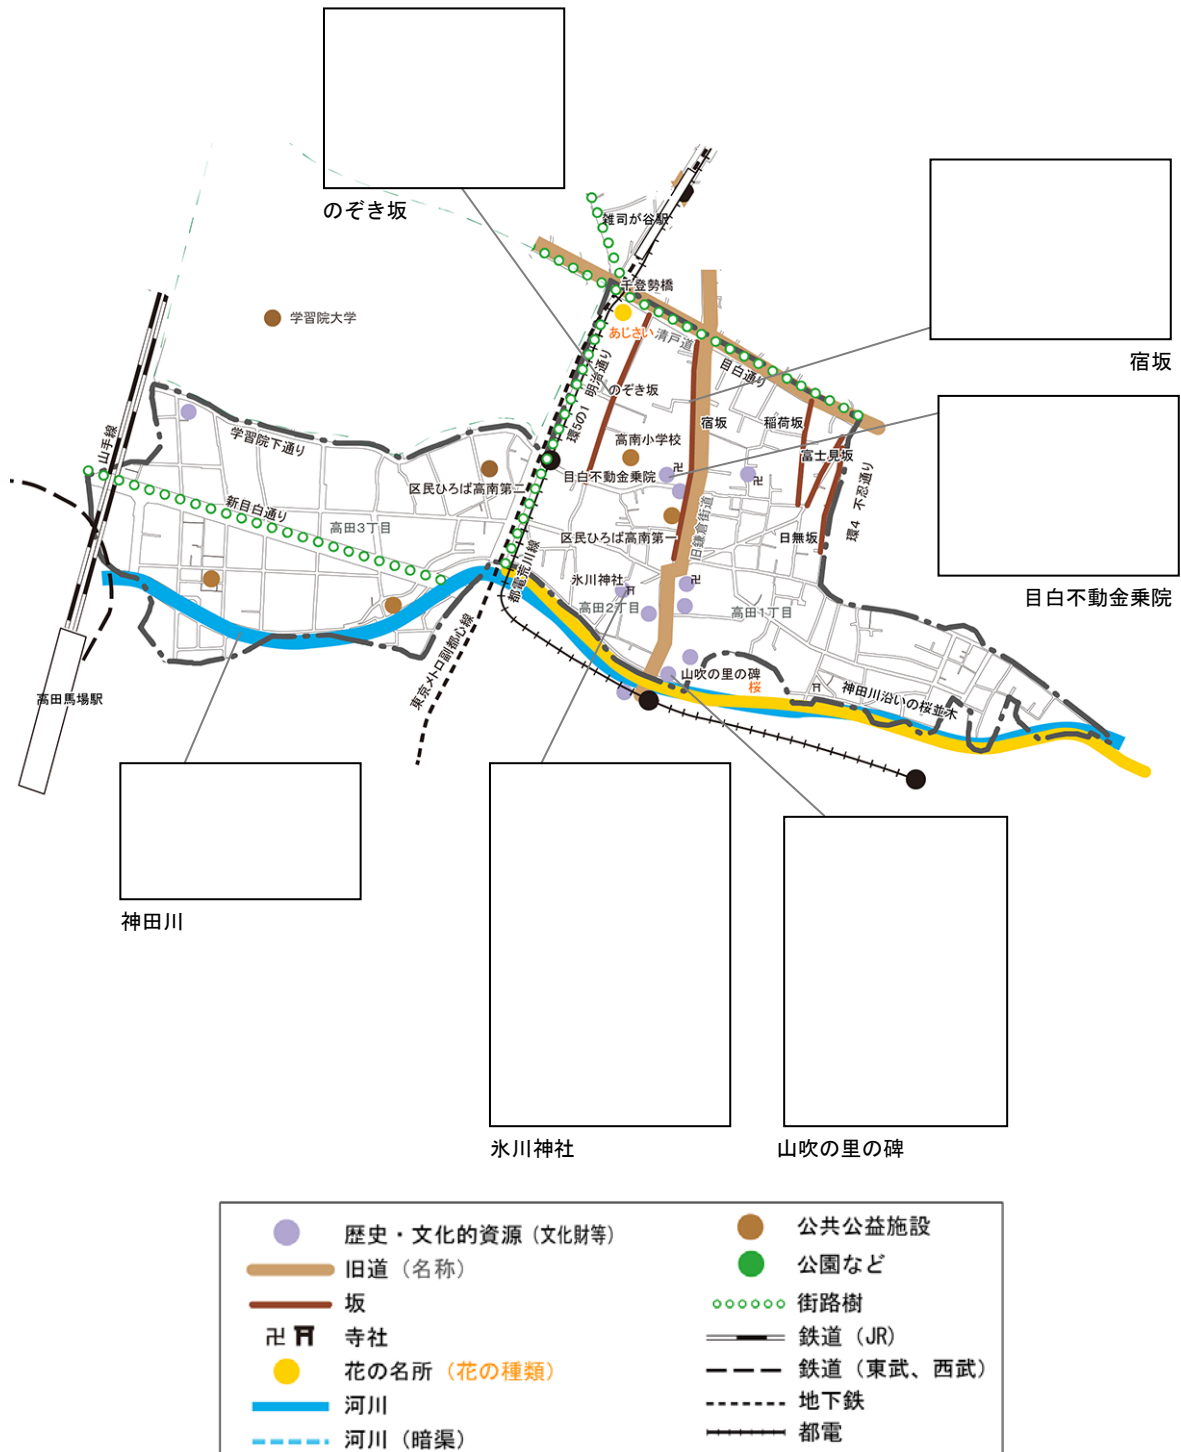 のぞき坂
雑司が谷駅
宿坂
千登勢橋
学習院大学
あじさい
清戸道
目白通り
環5の1 明治通り
のぞき坂
宿坂
稲荷坂
目白不動金乗院
山手線
学習院下通り
高南小学校
富士見坂
区民ひろば高南第二
目白不動金乗院
環4 不忍通り
新目白通り
高田3丁目
旧鎌倉街道
区民ひろば高南第一
日無坂
都電荒川線
氷川神社
高田2丁目
高田1丁目
東京メトロ副都心線
山吹の里の碑
桜
神田川沿いの桜並木
高田馬場駅
神田川
氷川神社
山吹の里の碑
歴史・文化的資源（文化財等）
旧道（名称）
坂
卍 寺社
花の名所（花の種類）
河川
河川（暗渠）
公共公益施設
公園など
街路樹
鉄道（JR）
鉄道（東武、西武）
地下鉄
都電